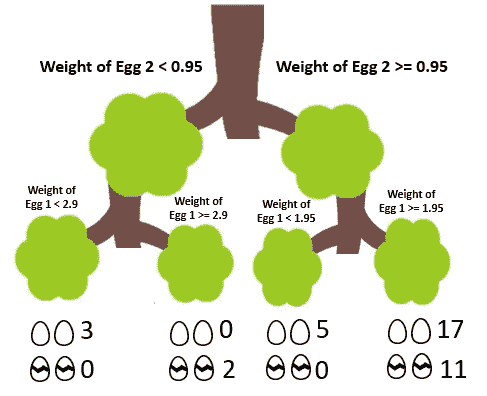 Weight of Egg 2 < 0.95
Weight of Egg 2 >= 0.95
Weight of
Egg 1 < 2.9
Weight of
Egg 1 >= 2.9
Weight of
Egg 1 < 1.95
Weight of
Egg 1 >= 1.95
3
0
5
17
0
2
0
11